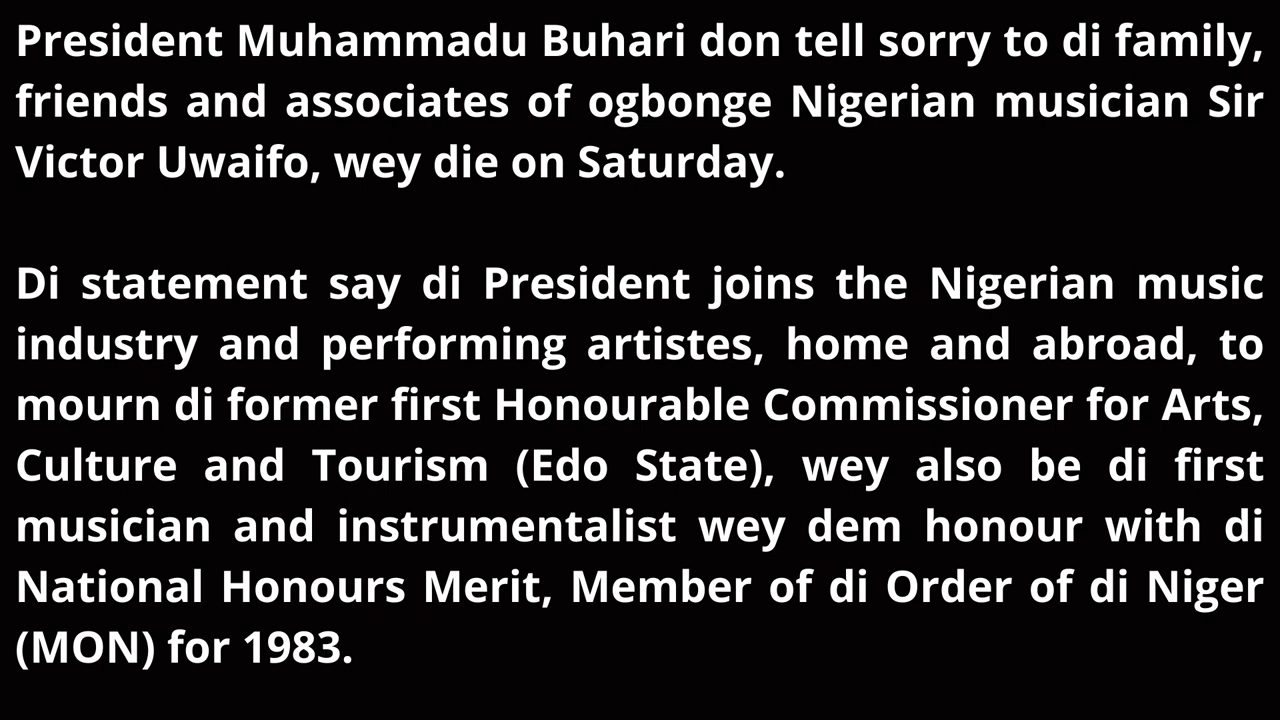 President Muhammadu Buhari don tell sorry to di family,
friends and associates of ogbonge Nigerian musician Sir
Victor Uwaifo, wey die on Saturday.
Di statement say di President joins the Nigerian music
industry and performing artistes, home and abroad, to
mourn di former first Honourable Commissioner for Arts,
Culture and Tourism (Edo State), wey also be di first
musician and instrumentalist wey dem honour with di
National Honours Merit, Member of di Order of di Niger
(MON) for 1983.